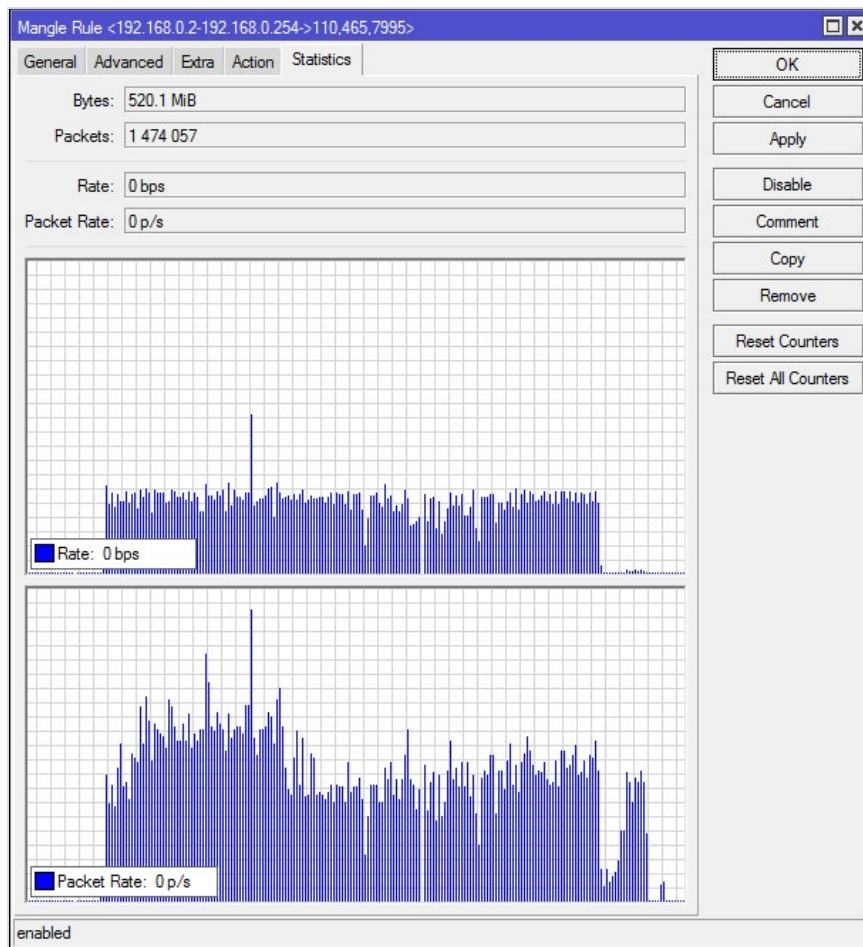 Mangle Rule <192.168.0.2-192.168.0.254->110,465,7995>
General Advanced Extra Action Statistics
Bytes: 520.1 MiB
Packets: 1 474 057
Rate: 0 bps
Packet Rate: 0 p/s
Rate: 0 bps
Packet Rate: 0 p/s
OK
Cancel
Apply
Disable
Comment
Copy
Remove
Reset Counters
Reset All Counters
enabled